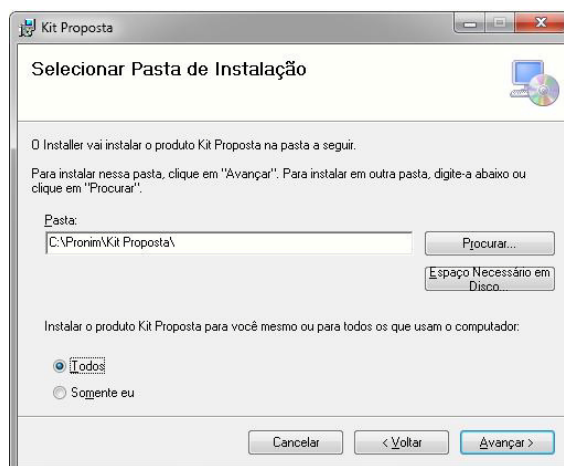 Kit Proposta
Selecionar Pasta de Instalação
O Installer vai instalar o produto Kit Proposta na pasta a seguir.
Para instalar nessa pasta, clique em "Avançar". Para instalar em outra pasta, digite-a abaixo ou
clique em "Procurar".
Pasta:
C:\Pronim\Kit Proposta\
Procurar...
Espaço Necessário em
Disco...
Instalar o produto Kit Proposta para você mesmo ou para todos os que usam o computador:
Todos
Somente eu
Cancelar
< Voltar
Avançar >